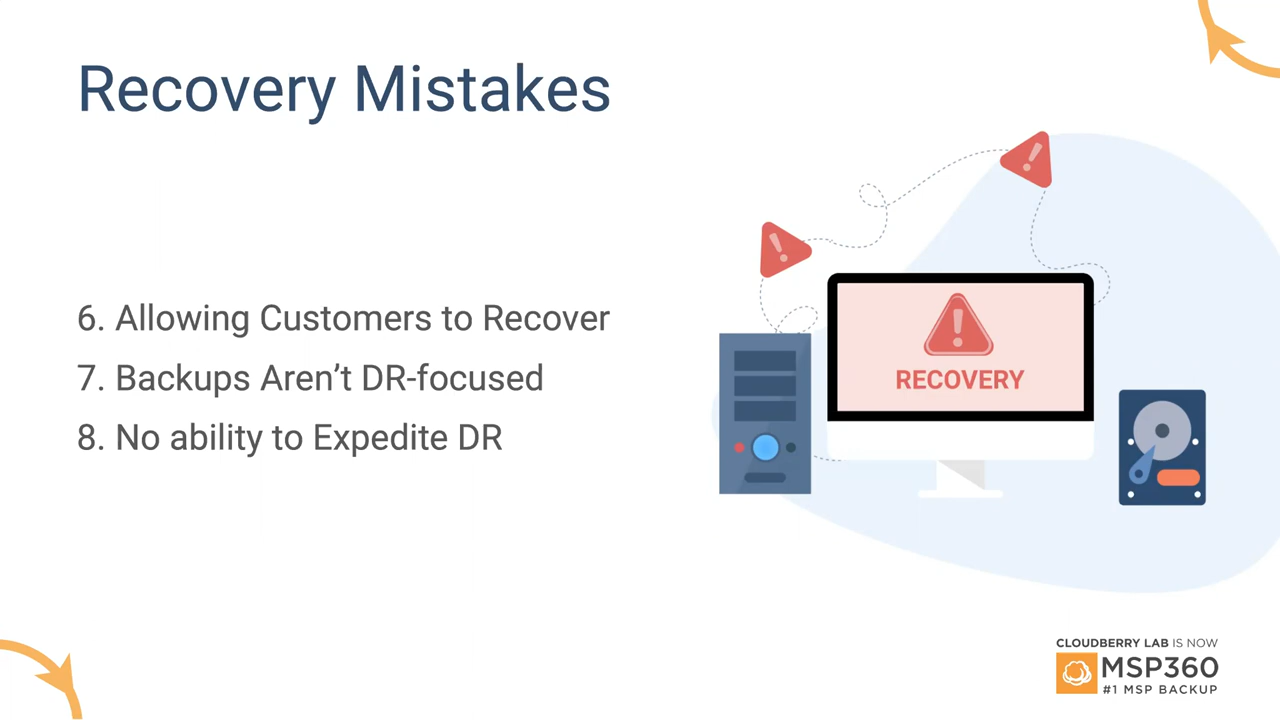 Recovery Mistakes
6. Allowing Customers to Recover
7. Backups Aren’t DR-focused
8. No ability to Expedite DR
RECOVERY
CLOUDBERRY LAB IS NOW
MSP360
#1 MSP BACKUP